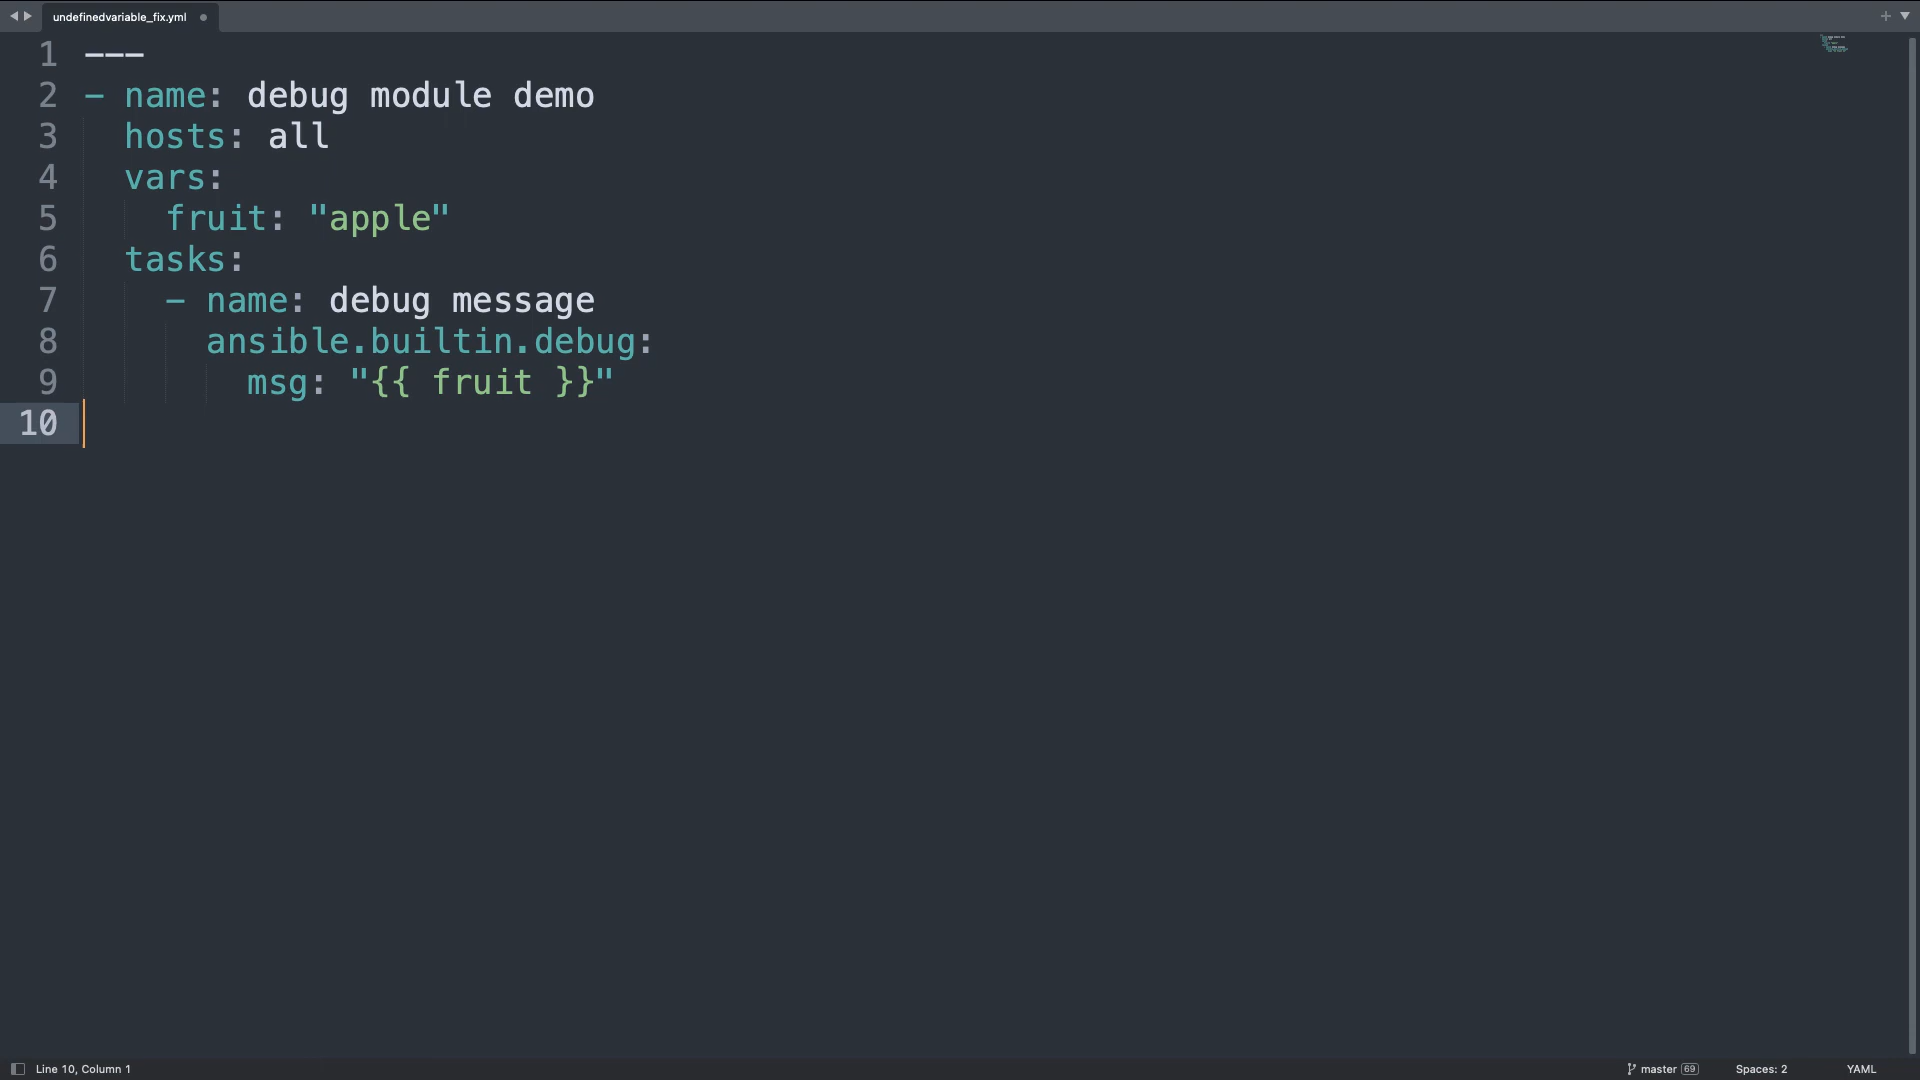 undefinedvariable_fix.yml
1 ---
2 - name: debug module demo
3   hosts: all
4   vars:
5     fruit: "apple"
6   tasks:
7     - name: debug message
8       ansible.builtin.debug:
9         msg: "{{ fruit }}"
10
Line 10, Column 1 master 69 Spaces: 2 YAML